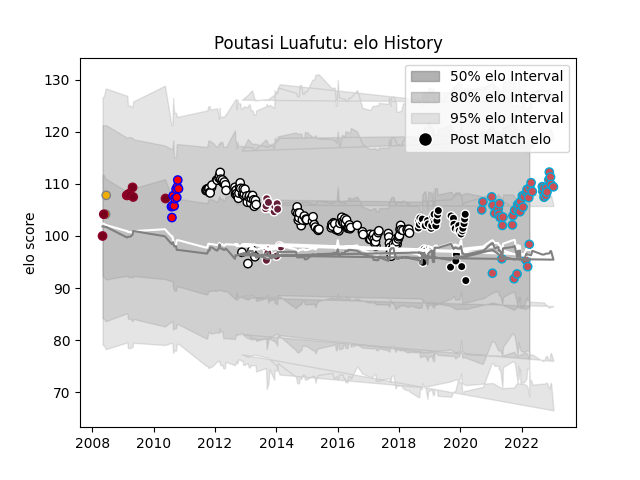 Poutasi Luafutu: elo History
elo score
130
120
110
100
90
80
70
50% elo Interval
80% elo Interval
95% elo Interval
Post Match elo
2008 2010 2012 2014 2016 2018 2020 2022